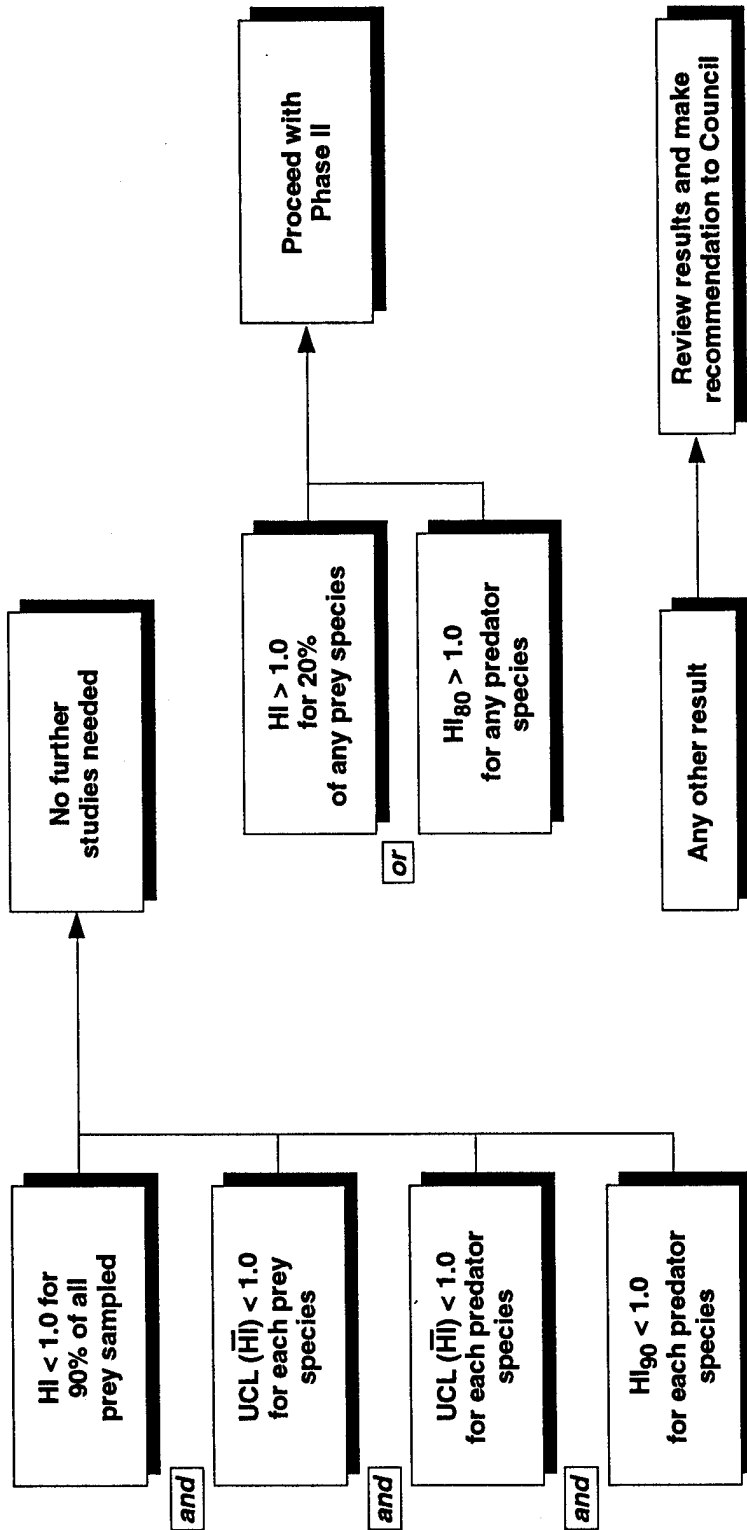 HI < 1.0 for
90% of all
prey sampled
and
UCL (H̅I̅) < 1.0
for each prey
species
and
UCL (H̅I̅) < 1.0
for each predator
species
and
HI₉₀ < 1.0
for each predator
species
No further
studies needed
HI > 1.0
for 20%
of any prey species
or
HI₈₀ > 1.0
for any predator
species
Proceed with
Phase II
Any other result
Review results and make
recommendation to Council